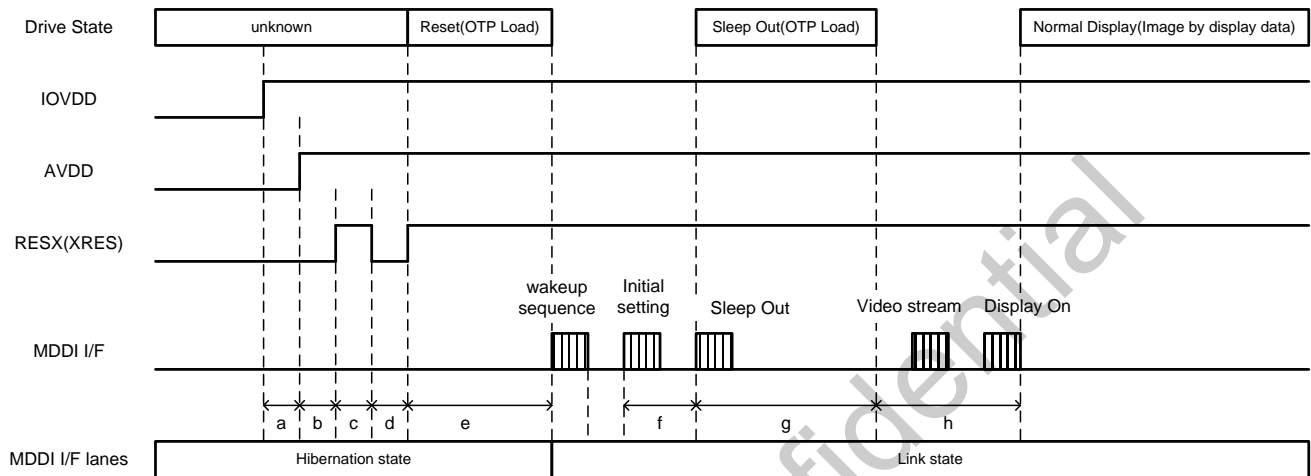 Drive State
unknown
Reset(OTP Load)
Sleep Out(OTP Load)
Normal Display(Image by display data)
IOVDD
AVDD
RESX(XRES)
wakeup
sequence
Initial
setting
Sleep Out
Video stream
Display On
MDDI I/F
a
b
c
d
e
f
g
h
MDDI I/F lanes
Hibernation state
Link state
fidential